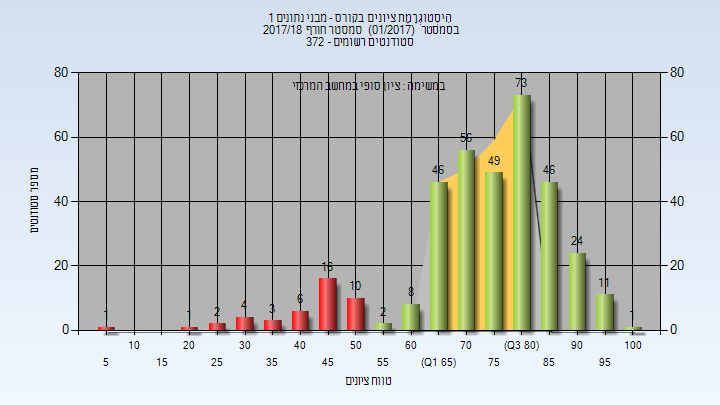 היסטוגרמת ציונים בקורס - מבני נתונים 1
בסמסטר (01/2017) סמסטר חורף 2017/18
סטודנטים רשומים - 372
במשימה : ציון סופי במחשב המרכזי
מספר סטודנטים
80 60 40 20 0
80 60 40 20 0
1 1 2 4 3 6 16 10 2 8 46 56 49 73 46 24 11 1
10 20 30 40 50 60 70 (Q3 80) 90 100
5 15 25 35 45 55 (Q1 65) 75 85 95
טווח ציונים